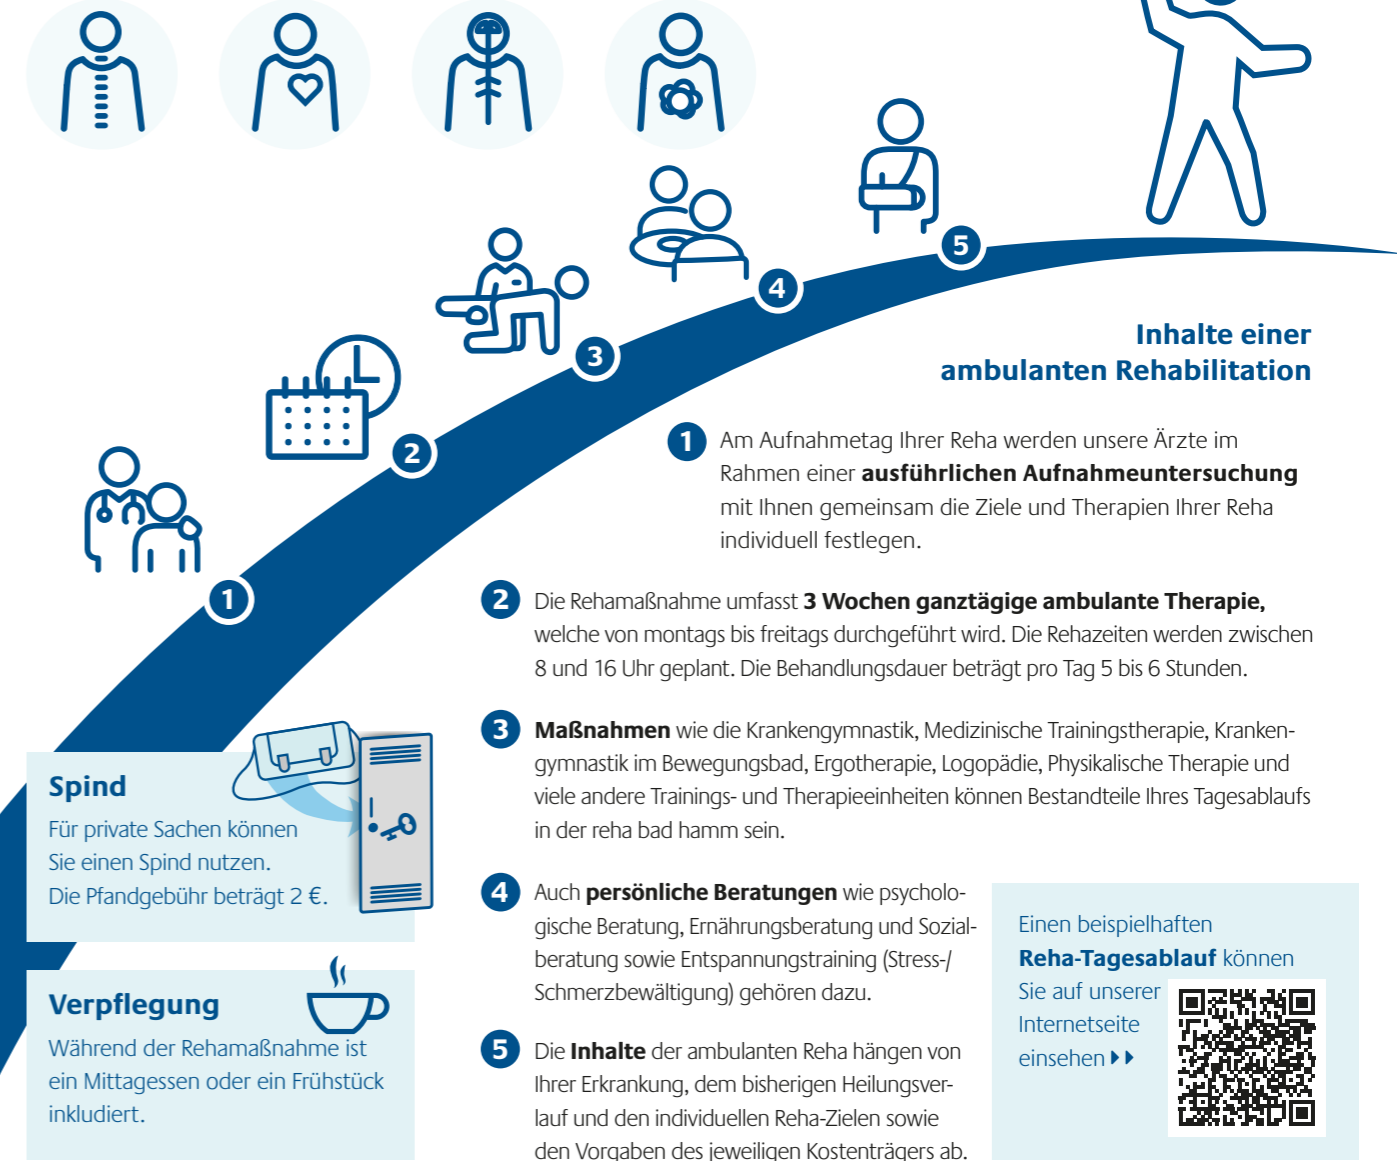 Inhalte einer
ambulanten Rehabilitation
1 Am Aufnahmetag Ihrer Reha werden unsere Ärzte im
Rahmen einer ausführlichen Aufnahmeuntersuchung
mit Ihnen gemeinsam die Ziele und Therapien Ihrer Reha
individuell festlegen.
2 Die Rehamaßnahme umfasst 3 Wochen ganztägige ambulante Therapie,
welche von montags bis freitags durchgeführt wird. Die Rehazeiten werden zwischen
8 und 16 Uhr geplant. Die Behandlungsdauer beträgt pro Tag 5 bis 6 Stunden.
3 Maßnahmen wie die Krankengymnastik, Medizinische Trainingstherapie, Kranken-
gymnastik im Bewegungsbad, Ergotherapie, Logopädie, Physikalische Therapie und
viele andere Trainings- und Therapieeinheiten können Bestandteile Ihres Tagesablaufs
in der reha bad hamm sein.
4 Auch persönliche Beratungen wie psycholo-
gische Beratung, Ernährungsberatung und Sozial-
beratung sowie Entspannungstraining (Stress-/
Schmerzbewältigung) gehören dazu.
5 Die Inhalte der ambulanten Reha hängen von
Ihrer Erkrankung, dem bisherigen Heilungsver-
lauf und den individuellen Reha-Zielen sowie
den Vorgaben des jeweiligen Kostenträgers ab.
1
2
3
4
5
Spind
Für private Sachen können
Sie einen Spind nutzen.
Die Pfandgebühr beträgt 2 €.
Verpflegung
Während der Rehamaßnahme ist
ein Mittagessen oder ein Frühstück
inkludiert.
Einen beispielhaften
Reha-Tagesablauf können
Sie auf unserer
Internetseite
einsehen